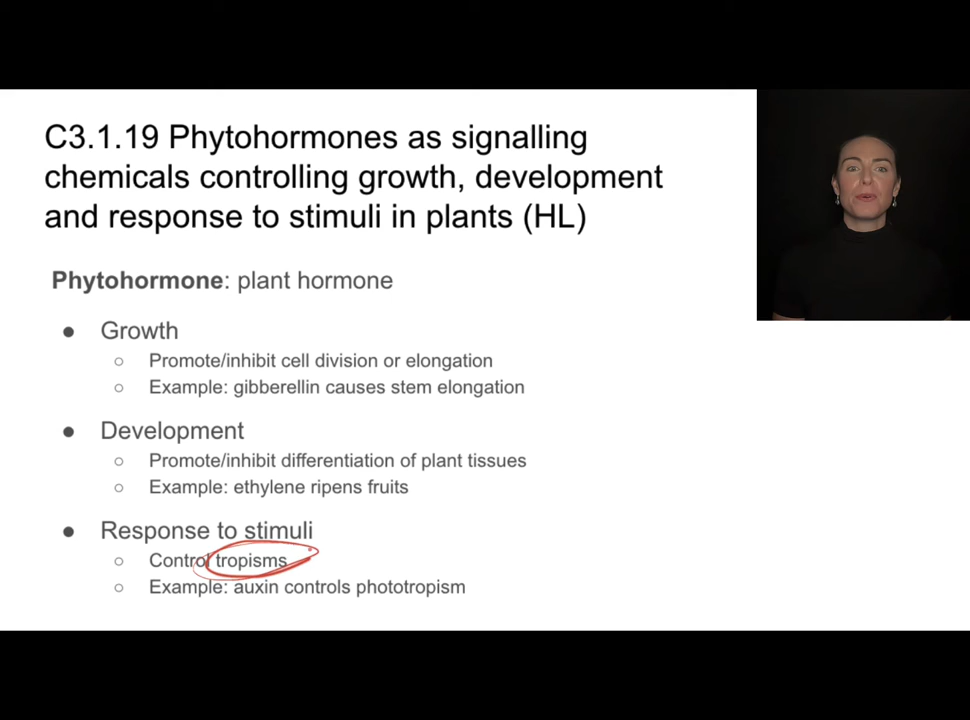 C3.1.19 Phytohormones as signalling
chemicals controlling growth, development
and response to stimuli in plants (HL)
Phytohormone: plant hormone
● Growth
○ Promote/inhibit cell division or elongation
○ Example: gibberellin causes stem elongation
● Development
○ Promote/inhibit differentiation of plant tissues
○ Example: ethylene ripens fruits
● Response to stimuli
○ Control tropisms
○ Example: auxin controls phototropism